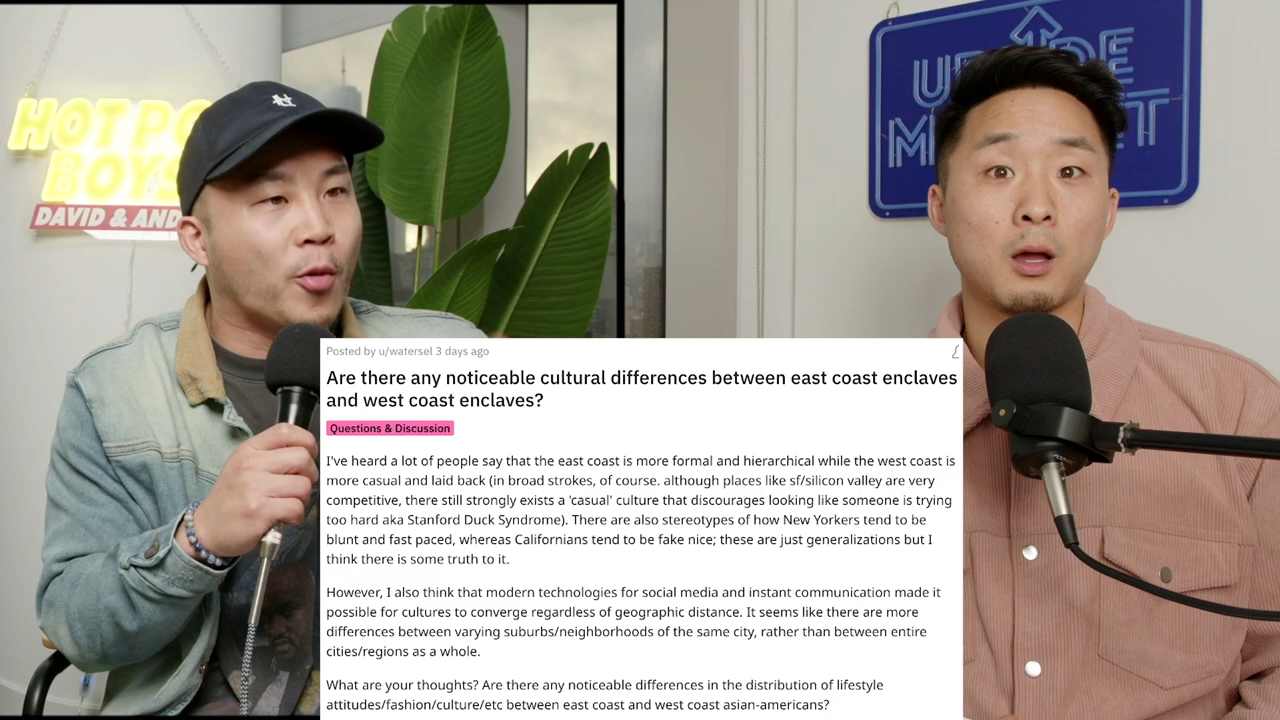 HOT PO
BOYS
DAVID & AND
Posted by u/watersel 3 days ago
Are there any noticeable cultural differences between east coast enclaves
and west coast enclaves?
Questions & Discussion
I've heard a lot of people say that the east coast is more formal and hierarchical while the west coast is
more casual and laid back (in broad strokes, of course. although places like sf/silicon valley are very
competitive, there still strongly exists a 'casual' culture that discourages looking like someone is trying
too hard aka Stanford Duck Syndrome). There are also stereotypes of how New Yorkers tend to be
blunt and fast paced, whereas Californians tend to be fake nice; these are just generalizations but I
think there is some truth to it.
However, I also think that modern technologies for social media and instant communication made it
possible for cultures to converge regardless of geographic distance. It seems like there are more
differences between varying suburbs/neighborhoods of the same city, rather than between entire
cities/regions as a whole.
What are your thoughts? Are there any noticeable differences in the distribution of lifestyle
attitudes/fashion/culture/etc between east coast and west coast asian-americans?